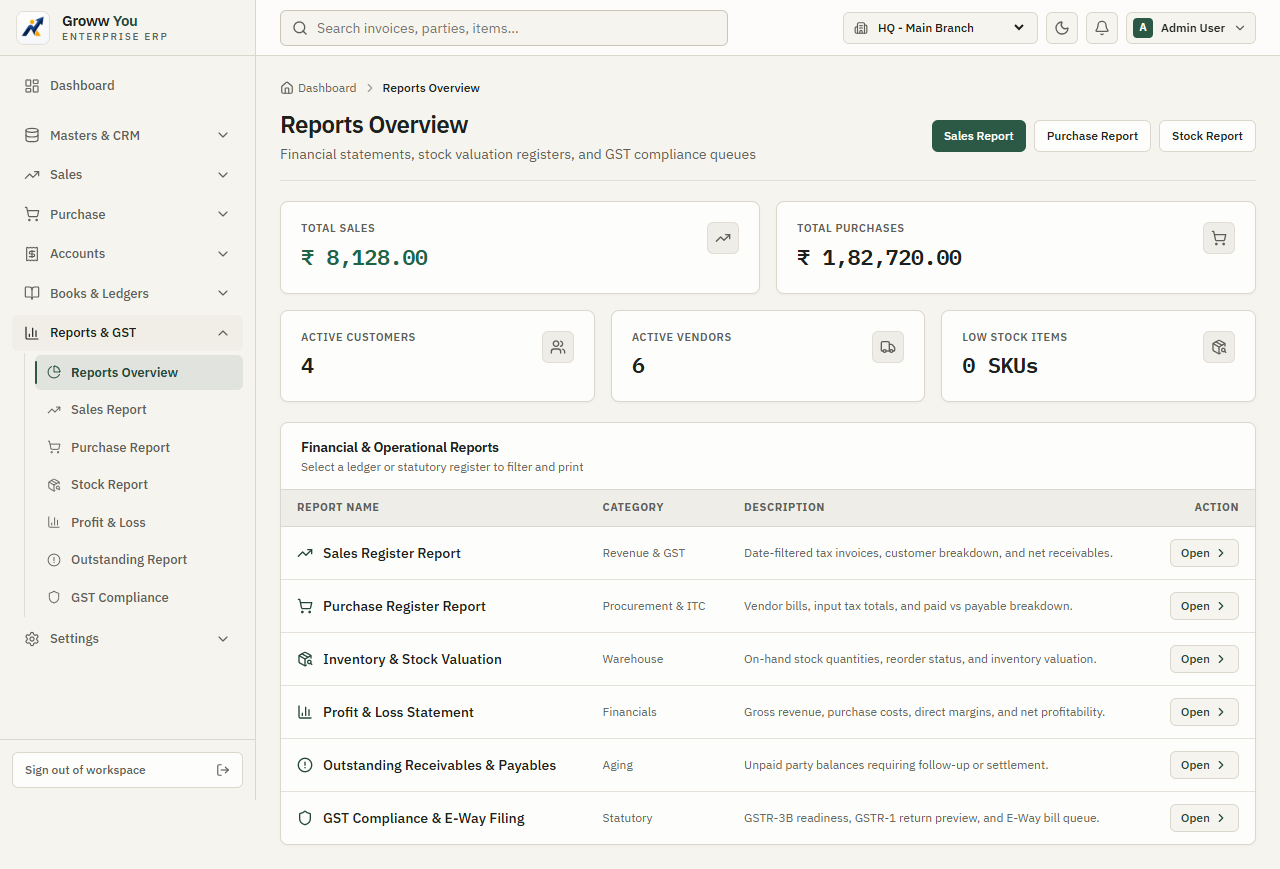 Groww You
ENTERPRISE ERP
Search invoices, parties, items...
HQ - Main Branch
A Admin User
Dashboard
Masters & CRM
Sales
Purchase
Accounts
Books & Ledgers
Reports & GST
Reports Overview
Sales Report
Purchase Report
Stock Report
Profit & Loss
Outstanding Report
GST Compliance
Settings
Sign out of workspace
Dashboard > Reports Overview
Reports Overview
Financial statements, stock valuation registers, and GST compliance queues
Sales Report Purchase Report Stock Report
TOTAL SALES
₹ 8,128.00
TOTAL PURCHASES
₹ 1,82,720.00
ACTIVE CUSTOMERS
4
ACTIVE VENDORS
6
LOW STOCK ITEMS
0 SKUs
Financial & Operational Reports
Select a ledger or statutory register to filter and print
REPORT NAME CATEGORY DESCRIPTION ACTION
Sales Register Report Revenue & GST Date-filtered tax invoices, customer breakdown, and net receivables. Open >
Purchase Register Report Procurement & ITC Vendor bills, input tax totals, and paid vs payable breakdown. Open >
Inventory & Stock Valuation Warehouse On-hand stock quantities, reorder status, and inventory valuation. Open >
Profit & Loss Statement Financials Gross revenue, purchase costs, direct margins, and net profitability. Open >
Outstanding Receivables & Payables Aging Unpaid party balances requiring follow-up or settlement. Open >
GST Compliance & E-Way Filing Statutory GSTR-3B readiness, GSTR-1 return preview, and E-Way bill queue. Open >